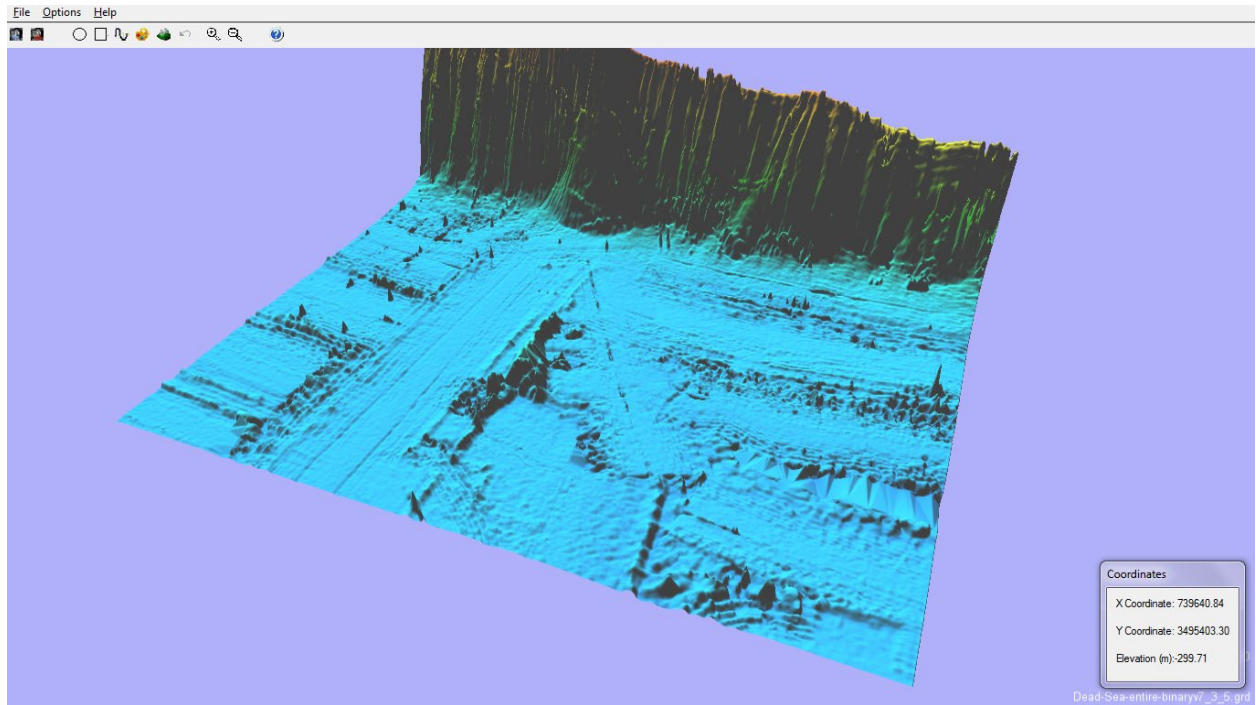 File Options Help
Coordinates
X Coordinate: 739640.84
Y Coordinate: 3495403.30
Elevation (m):-299.71
Dead-Sea-entire-binaryv7_3_5.grd